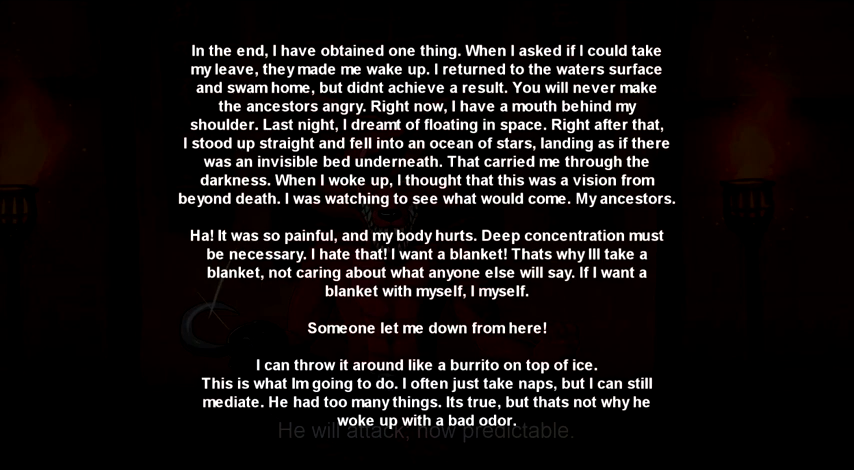 In the end, I have obtained one thing. When I asked if I could take
my leave, they made me wake up. I returned to the waters surface
and swam home, but didnt achieve a result. You will never make
the ancestors angry. Right now, I have a mouth behind my
shoulder. Last night, I dreamt of floating in space. Right after that,
I stood up straight and fell into an ocean of stars, landing as if there
was an invisible bed underneath. That carried me through the
darkness. When I woke up, I thought that this was a vision from
beyond death. I was watching to see what would come. My ancestors.
Ha! It was so painful, and my body hurts. Deep concentration must
be necessary. I hate that! I want a blanket! Thats why Ill take a
blanket, not caring about what anyone else will say. If I want a
blanket with myself, I myself.
Someone let me down from here!
I can throw it around like a burrito on top of ice.
This is what Im going to do. I often just take naps, but I can still
mediate. He had too many things. Its true, but thats not why he
woke up with a bad odor.
He will attack, how predictable.